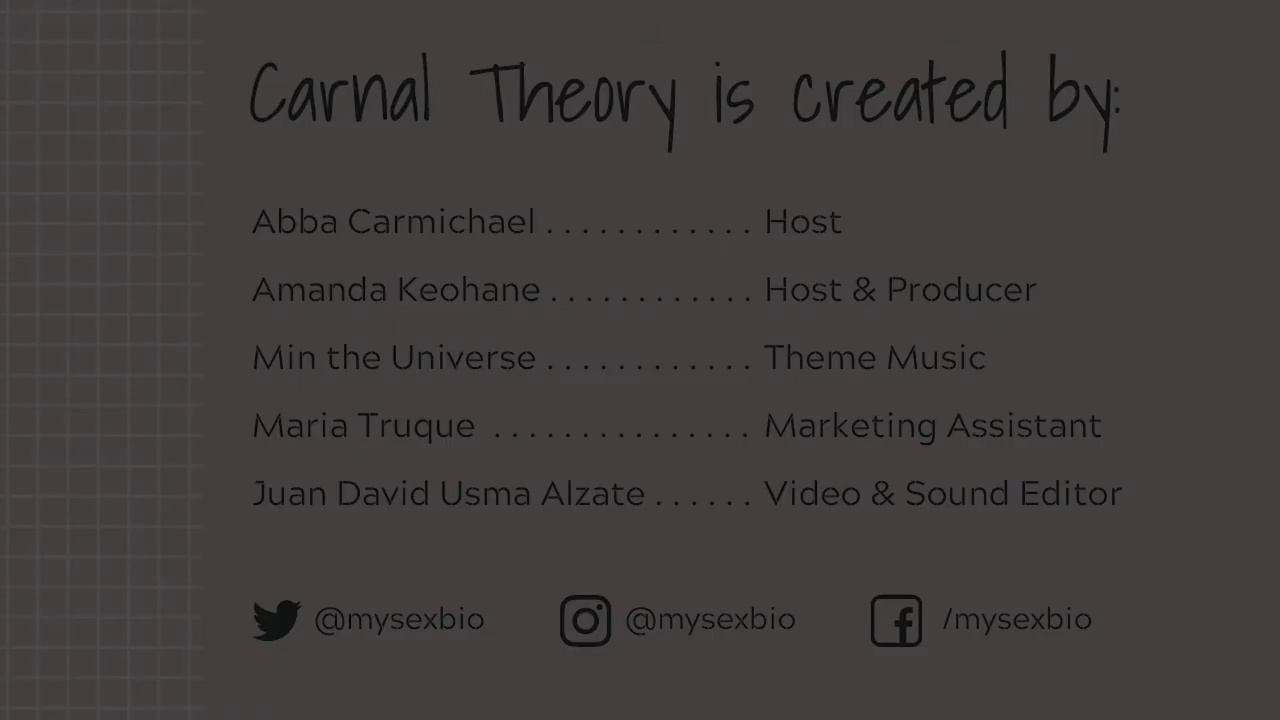 Carnal Theory is created by:
Abba Carmichael . . . . . . . . . . . . Host
Amanda Keohane . . . . . . . . . . . . Host & Producer
Min the Universe . . . . . . . . . . . . Theme Music
Maria Truque . . . . . . . . . . . . . . . Marketing Assistant
Juan David Usma Alzate . . . . . . Video & Sound Editor
@mysexbio @mysexbio /mysexbio